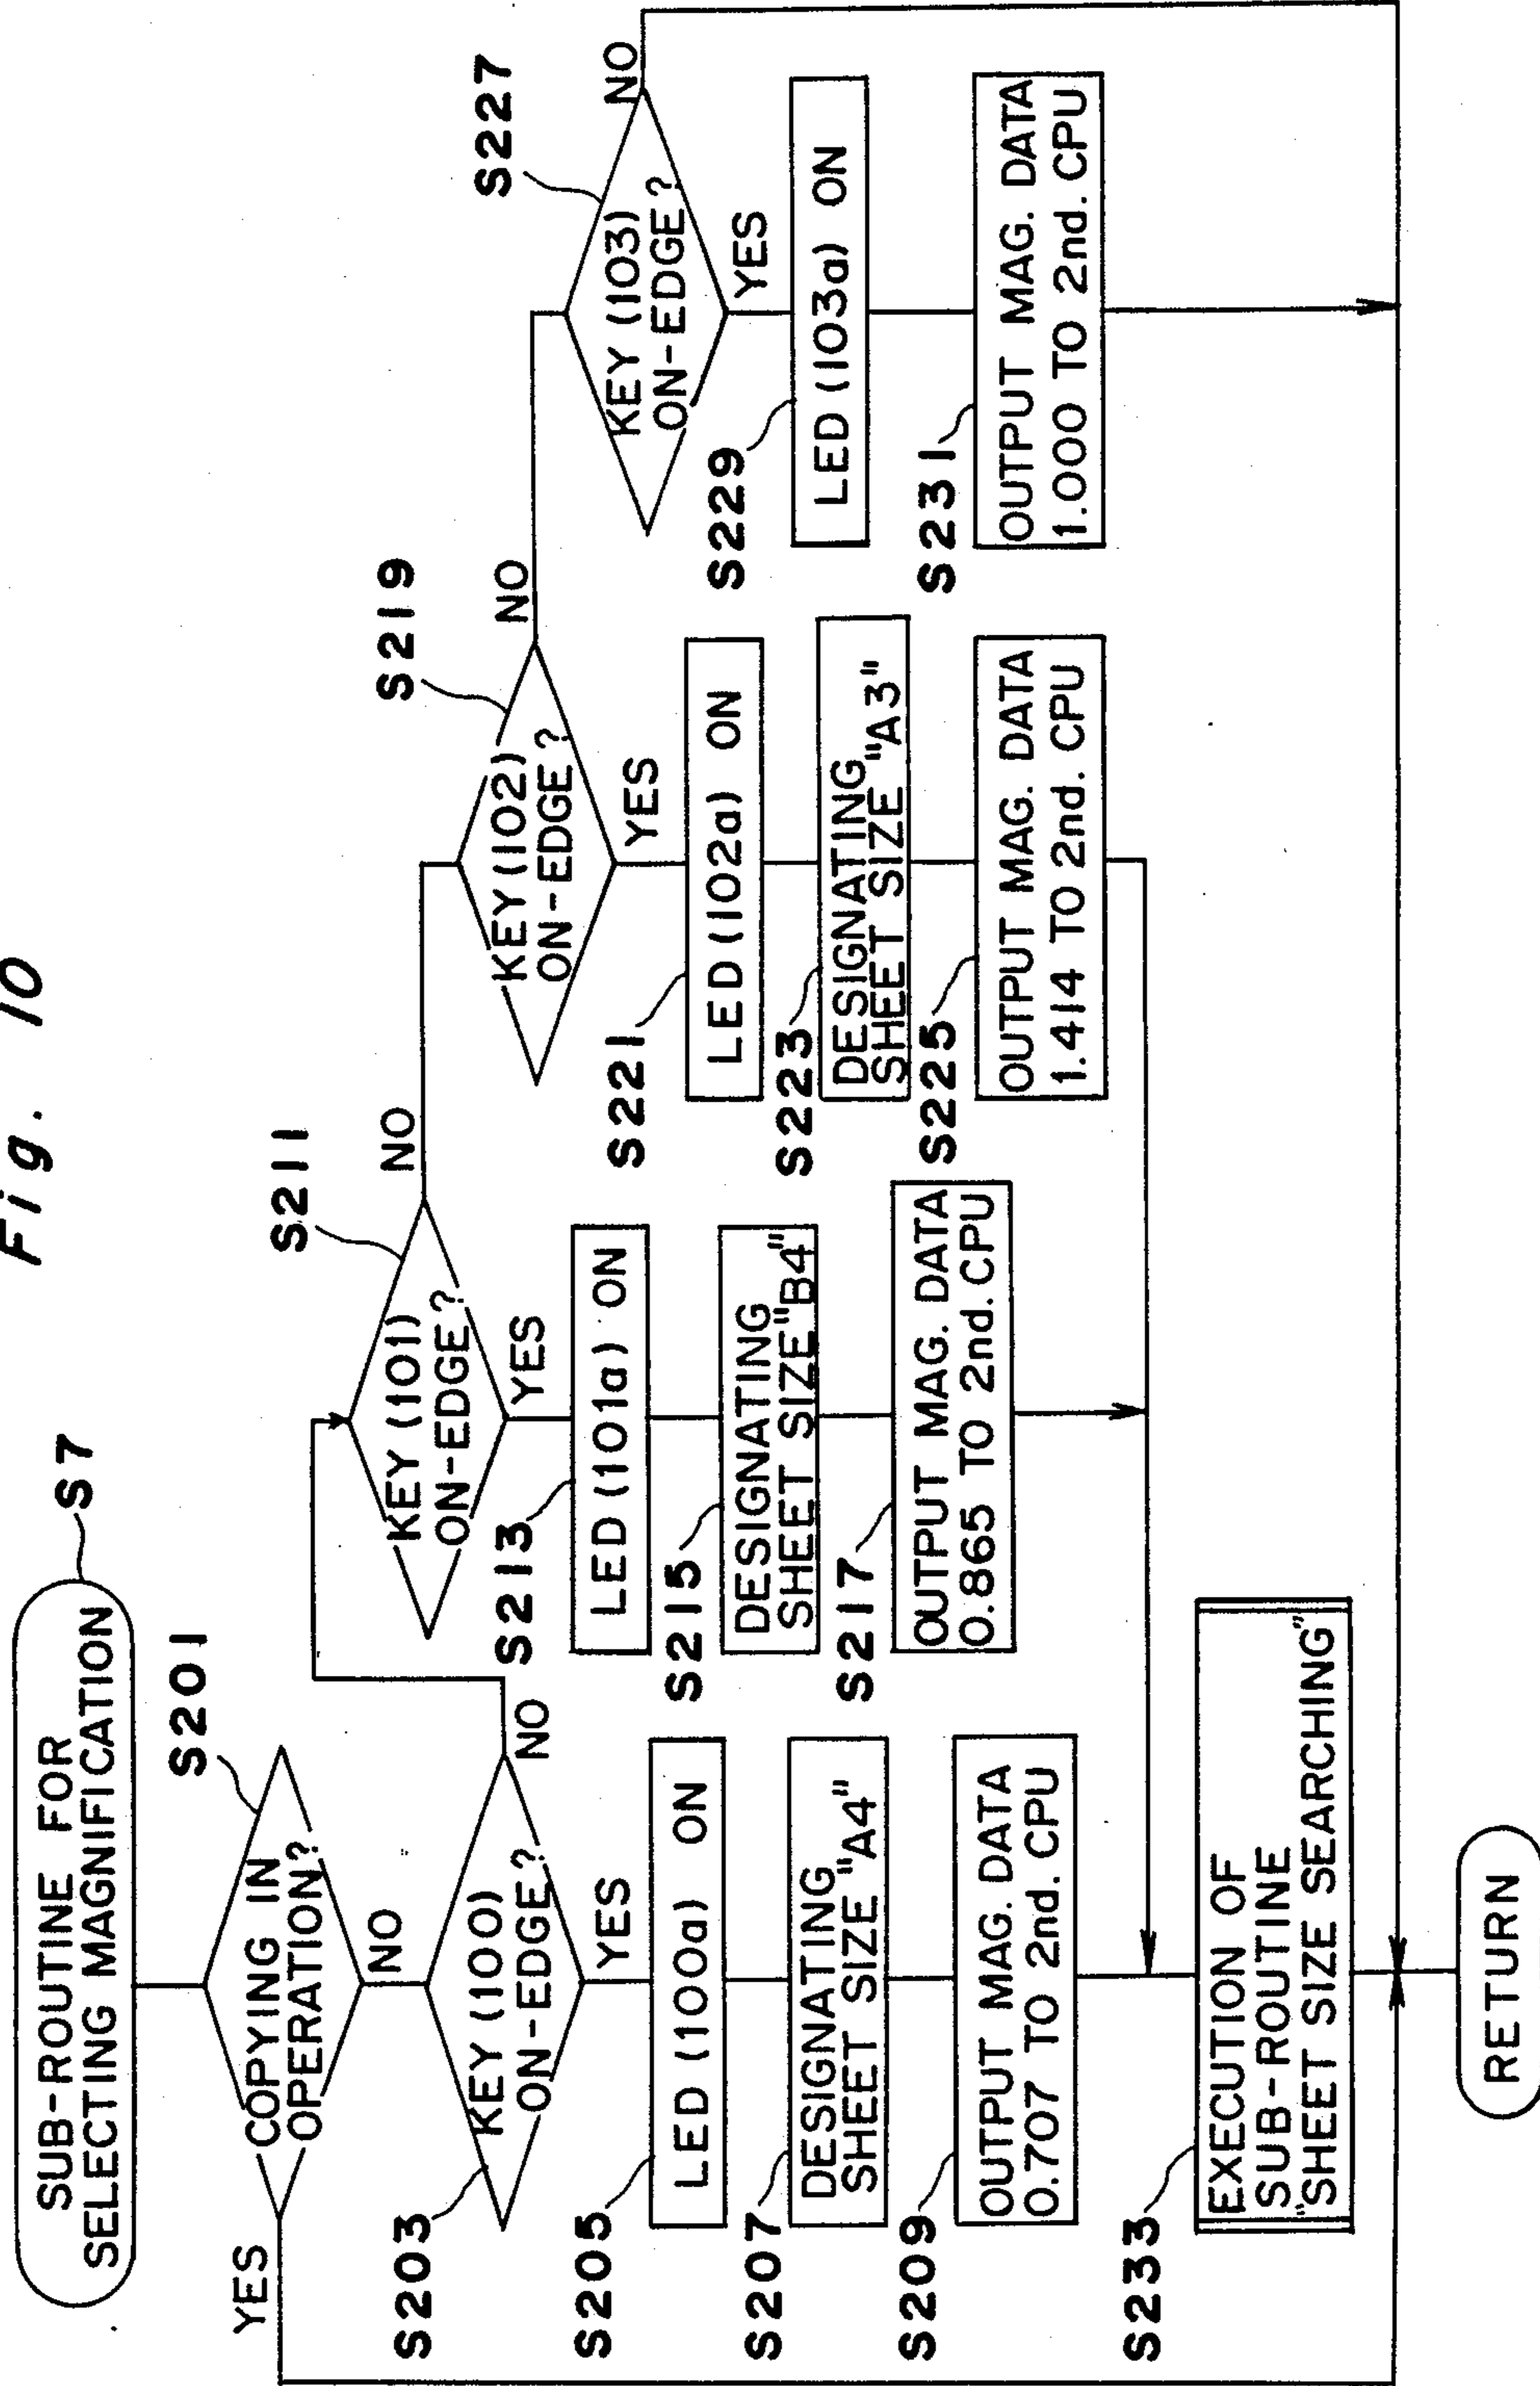 Fig. 10
SUB-ROUTINE FOR
SELECTING MAGNIFICATION
S7
S201
COPYING IN
OPERATION?
YES
NO
S203
KEY (100)
ON-EDGE?
NO
YES
S205
LED (100a) ON
S207
DESIGNATING
SHEET SIZE "A4"
S209
OUTPUT MAG. DATA
0.707 TO 2nd. CPU
S211
KEY (101)
ON-EDGE?
NO
YES
S213
LED (101a) ON
S215
DESIGNATING
SHEET SIZE "B4"
S217
OUTPUT MAG. DATA
0.865 TO 2nd. CPU
S219
KEY (102)
ON-EDGE?
NO
YES
S221
LED (102a) ON
S223
DESIGNATING
SHEET SIZE "A3"
S225
OUTPUT MAG. DATA
1.414 TO 2nd. CPU
S227
KEY (103)
ON-EDGE?
NO
YES
S229
LED (103a) ON
S231
OUTPUT MAG. DATA
1.000 TO 2nd. CPU
S233
EXECUTION OF
SUB-ROUTINE
"SHEET SIZE SEARCHING"
RETURN